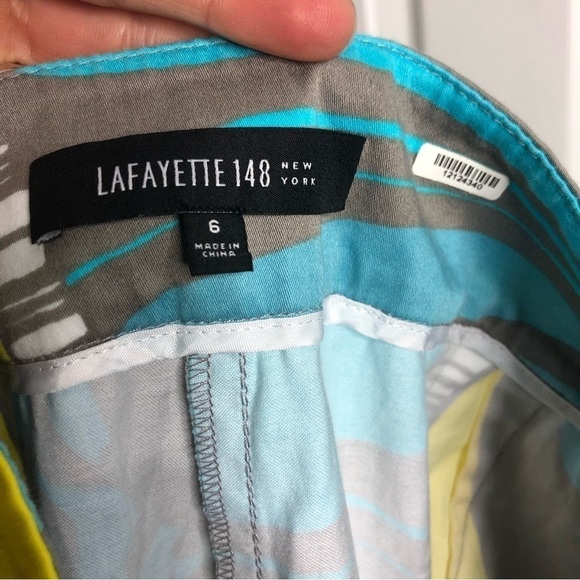 LAFAYETTE 148 NEW YORK
6
MADE IN
CHINA
12124340